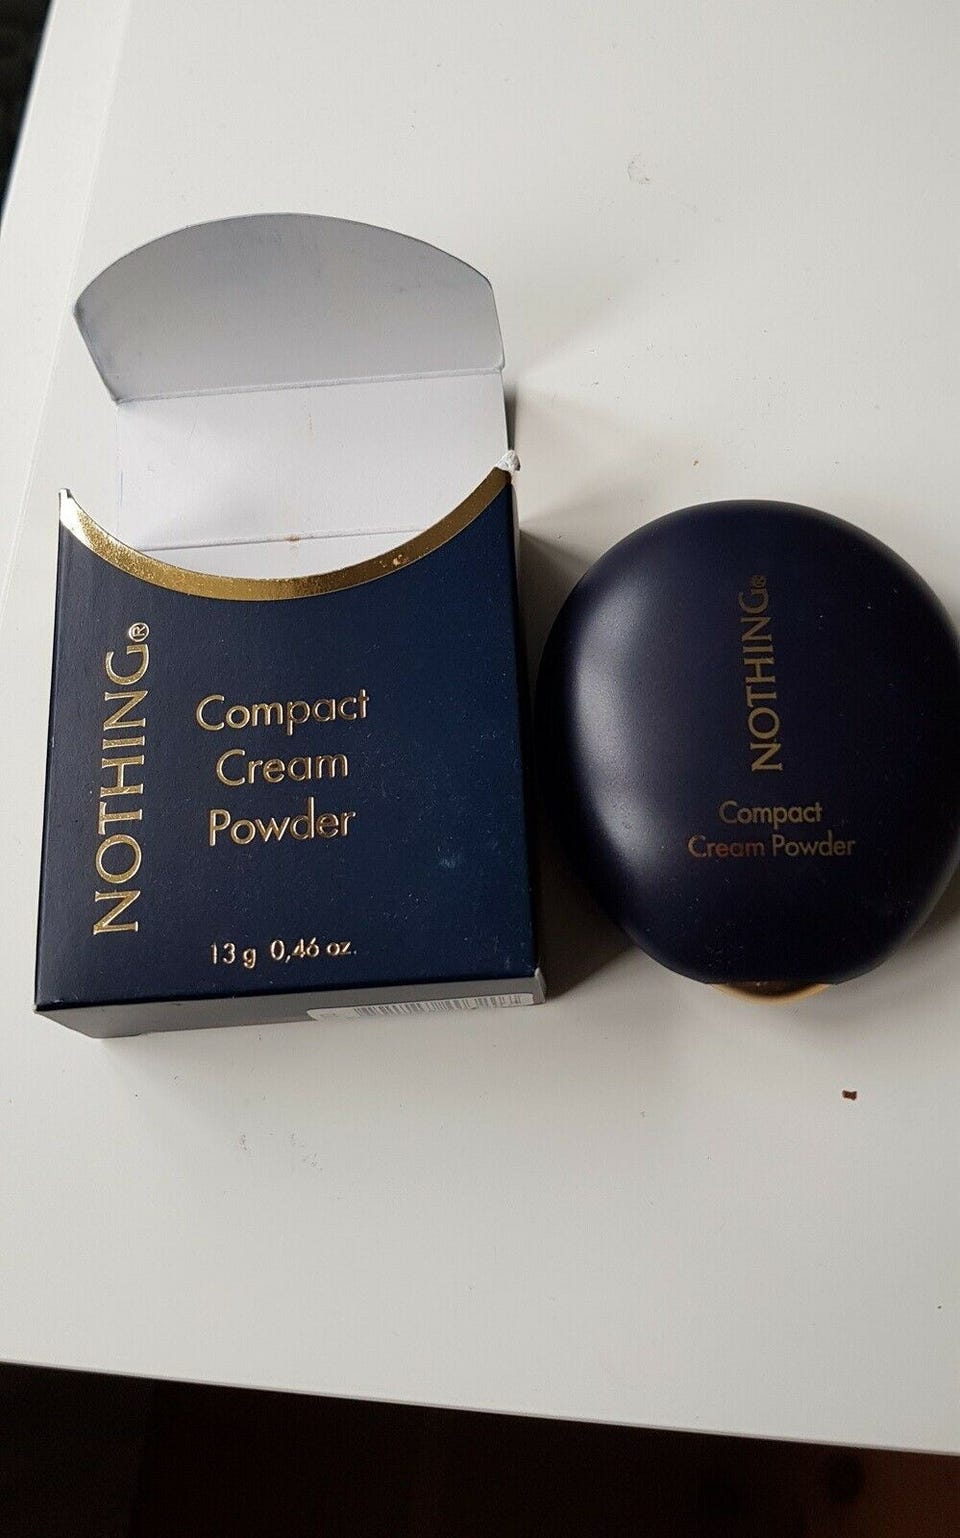 NOTHING®
Compact
Cream
Powder
13 g 0,46 oz.
NOTHING®
Compact
Cream Powder